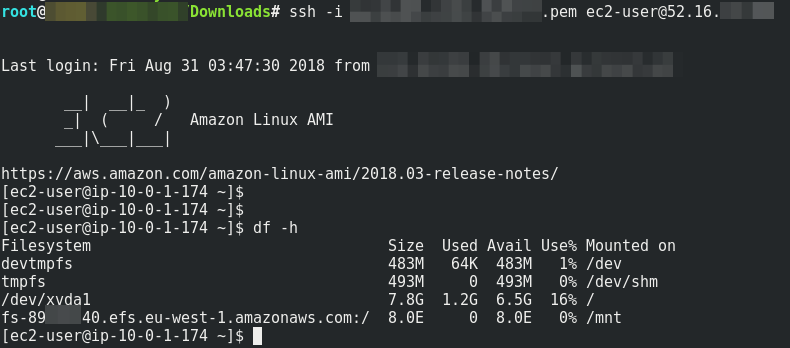 root@ /Downloads# ssh -i .pem ec2-user@52.16.
Last login: Fri Aug 31 03:47:30 2018 from
       __|  __|_  )
       _|  (     /   Amazon Linux AMI
      ___|\___|___|
https://aws.amazon.com/amazon-linux-ami/2018.03-release-notes/
[ec2-user@ip-10-0-1-174 ~]$
[ec2-user@ip-10-0-1-174 ~]$
[ec2-user@ip-10-0-1-174 ~]$ df -h
Filesystem Size Used Avail Use% Mounted on
devtmpfs 483M 64K 483M 1% /dev
tmpfs 493M 0 493M 0% /dev/shm
/dev/xvda1 7.8G 1.2G 6.5G 16% /
fs-89 40.efs.eu-west-1.amazonaws.com:/ 8.0E 0 8.0E 0% /mnt
[ec2-user@ip-10-0-1-174 ~]$